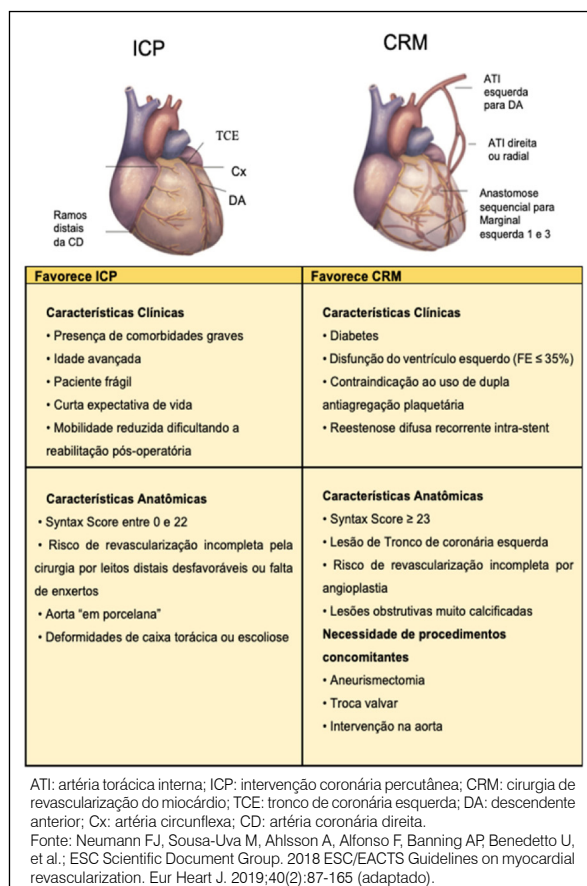 ICP
CRM
TCE
Cx
DA
Ramos
distais
da CD
ATI
esquerda
para DA
ATI direita
ou radial
Anastomose
sequencial para
Marginal
esquerda 1 e 3
Favorece ICP
Favorece CRM
Características Clínicas
• Presença de comorbidades graves
• Idade avançada
• Paciente frágil
• Curta expectativa de vida
• Mobilidade reduzida dificultando a
reabilitação pós-operatória
Características Clínicas
• Diabetes
• Disfunção do ventrículo esquerdo (FE ≤ 35%)
• Contraindicação ao uso de dupla
antiagregação plaquetária
• Reestenose difusa recorrente intra-stent
Características Anatômicas
• Syntax Score entre 0 e 22
• Risco de revascularização incompleta pela
cirurgia por leitos distais desfavoráveis ou falta
de enxertos
• Aorta "em porcelana"
• Deformidades de caixa torácica ou escoliose
Características Anatômicas
• Syntax Score ≥ 23
• Lesão de Tronco de coronária esquerda
• Risco de revascularização incompleta por
angioplastia
• Lesões obstrutivas muito calcificadas
Necessidade de procedimentos
concomitantes
• Aneurismectomia
• Troca valvar
• Intervenção na aorta
ATI: artéria torácica interna; ICP: intervenção coronária percutânea; CRM: cirurgia de
revascularização do miocárdio; TCE: tronco de coronária esquerda; DA: descendente
anterior; Cx: artéria circunflexa; CD: artéria coronária direita.
Fonte: Neumann FJ, Sousa-Uva M, Ahlsson A, Alfonso F, Banning AP, Benedetto U,
et al.; ESC Scientific Document Group. 2018 ESC/EACTS Guidelines on myocardial
revascularization. Eur Heart J. 2019;40(2):87-165 (adaptado).